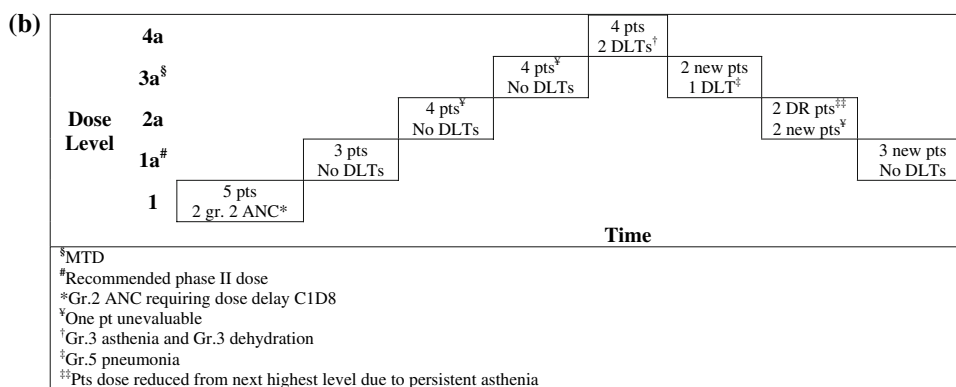 (b)
4a
4 pts
2 DLTs†
3a§
4 pts¥
No DLTs
2 new pts
1 DLT‡
Dose
Level
2a
4 pts¥
No DLTs
2 DR pts‡‡
2 new pts¥
1a#
3 pts
No DLTs
3 new pts
No DLTs
1
5 pts
2 gr. 2 ANC*
Time
§MTD
#Recommended phase II dose
*Gr.2 ANC requiring dose delay C1D8
¥One pt unevaluable
†Gr.3 asthenia and Gr.3 dehydration
‡Gr.5 pneumonia
‡‡Pts dose reduced from next highest level due to persistent asthenia